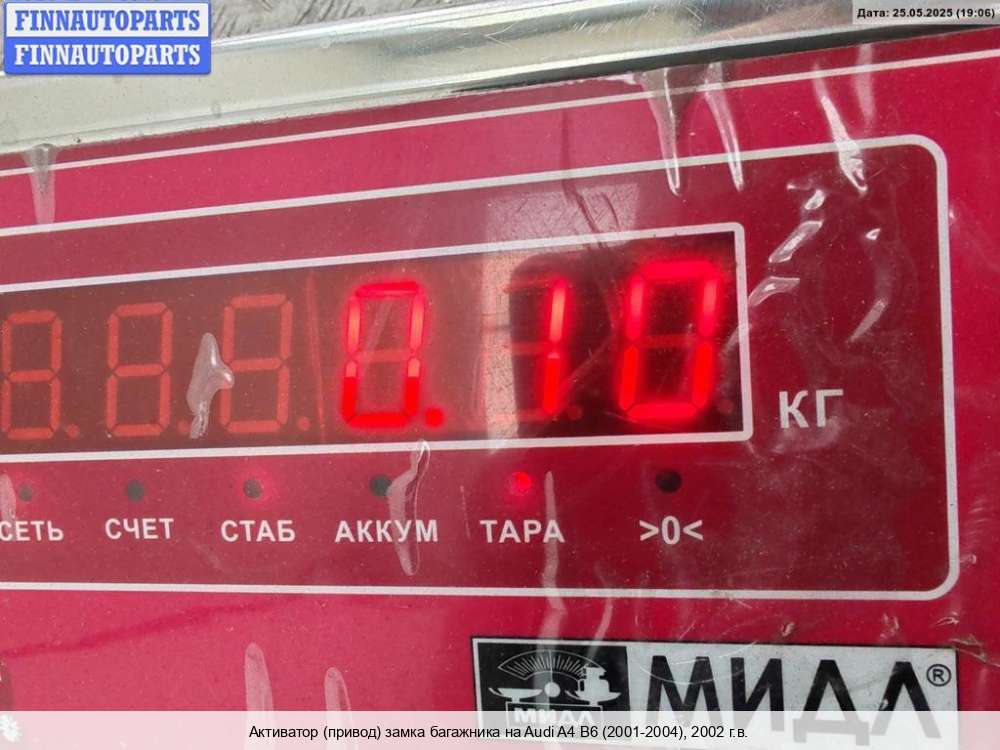 FINNAUTOPARTS
FINNAUTOPARTS
Дата: 25.05.2025 (19:06)
0.10
КГ
СЕТЬ СЧЕТ СТАБ АККУМ ТАРА >0<
МИДЛ®
МИДЛ
Активатор (привод) замка багажника на Audi A4 B6 (2001-2004), 2002 г.в.